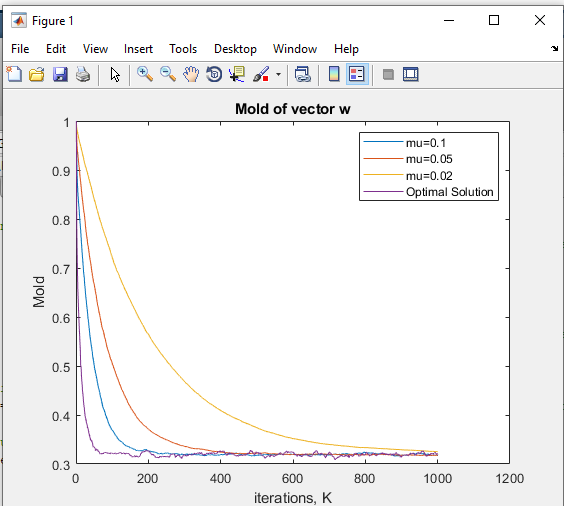 Figure 1
File Edit View Insert Tools Desktop Window Help
Mold of vector w
1
0.9
0.8
0.7
0.6
0.5
0.4
0.3
Mold
mu=0.1
mu=0.05
mu=0.02
Optimal Solution
0 200 400 600 800 1000 1200
iterations, K